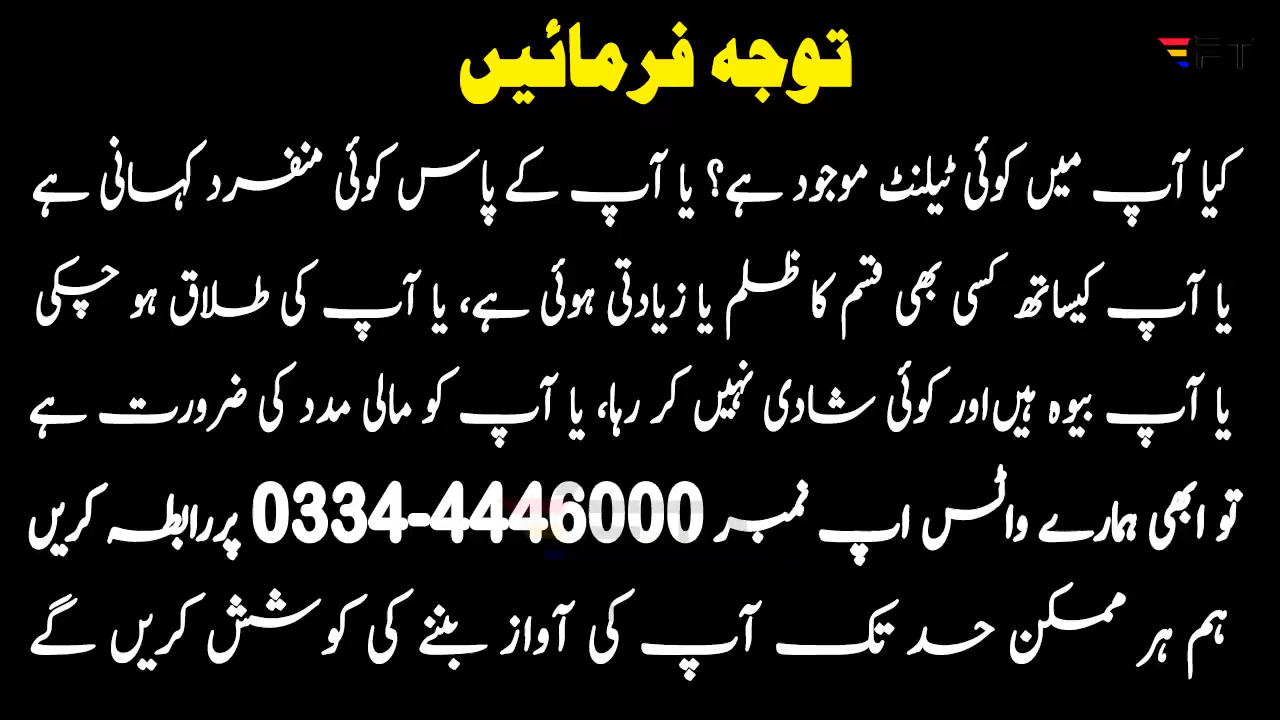 توجہ فرمائیں
EFT
کیا آپ میں کوئی ٹیلنٹ موجود ہے؟ یا آپ کے پاس کوئی منفرد کہانی ہے
یا آپ کیساتھ کسی بھی قسم کا ظلم یا زیادتی ہوئی ہے، یا آپ کی طلاق ہو چکی
یا آپ بیوہ ہیں اور کوئی شادی نہیں کر رہا، یا آپ کو مالی مدد کی ضرورت ہے
تو ابھی ہمارے واٹس اپ نمبر 0334-4446000 پر رابطہ کریں
ہم ہر ممکن حد تک آپ کی آواز بننے کی کوشش کریں گے